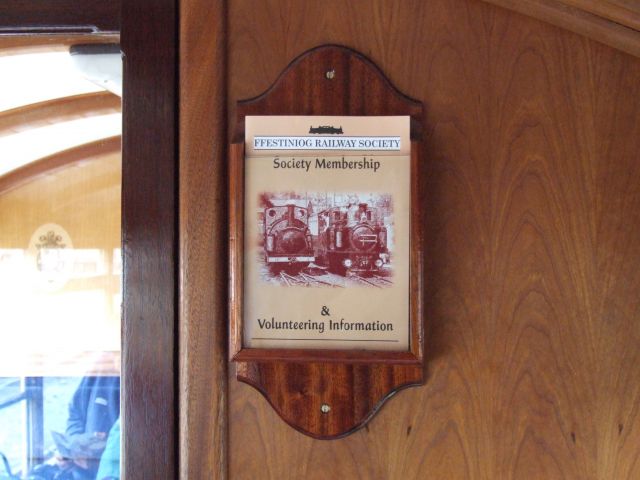 FFESTINIOG RAILWAY SOCIETY
Society Membership
&
Volunteering Information